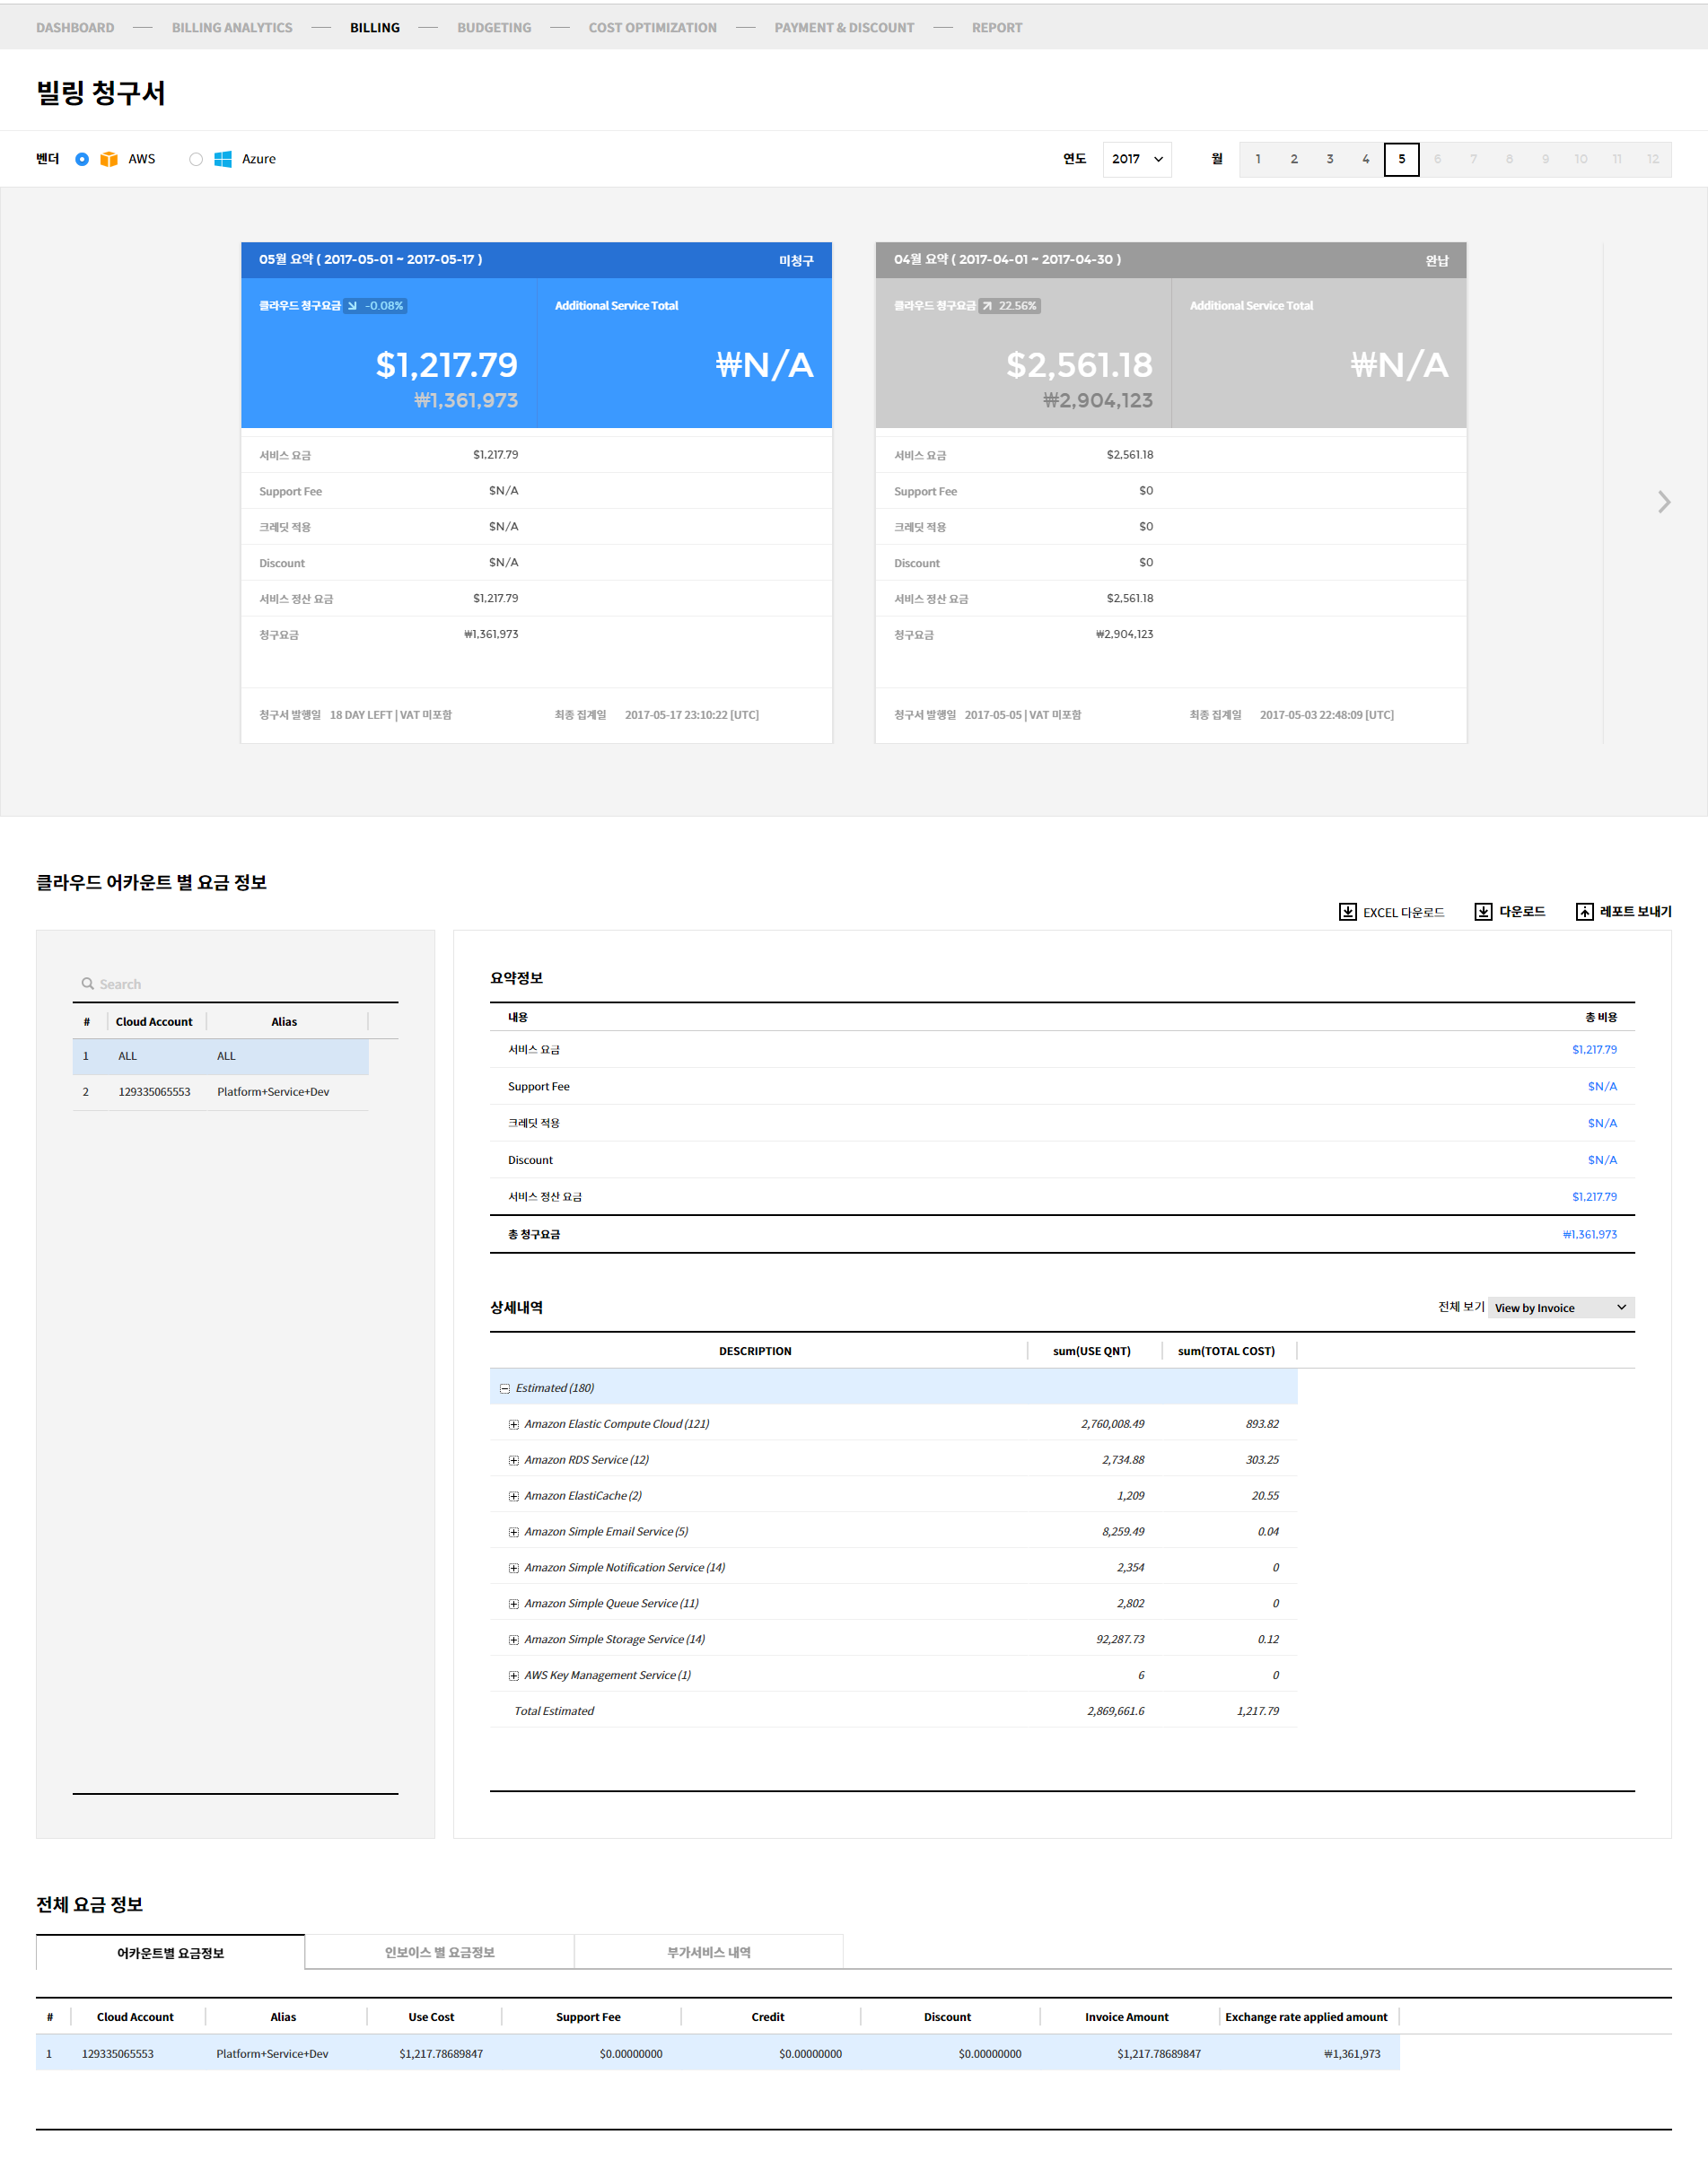 DASHBOARD BILLING ANALYTICS BILLING BUDGETING COST OPTIMIZATION PAYMENT & DISCOUNT REPORT
빌링 청구서
벤더 AWS Azure 연도 2017 월 1 2 3 4 5 6 7 8 9 10 11 12
05월 요약 ( 2017-05-01 ~ 2017-05-17 ) 미청구
클라우드 청구요금 -0.08% Additional Service Total
$1,217.79 ₩N/A
₩1,361,973
서비스 요금 $1,217.79
Support Fee $N/A
크레딧 적용 $N/A
Discount $N/A
서비스 정산 요금 $1,217.79
청구요금 ₩1,361,973
청구서 발행일 18 DAY LEFT | VAT 미포함 최종 집계일 2017-05-17 23:10:22 [UTC]
04월 요약 ( 2017-04-01 ~ 2017-04-30 ) 완납
클라우드 청구요금 22.56% Additional Service Total
$2,561.18 ₩N/A
₩2,904,123
서비스 요금 $2,561.18
Support Fee $0
크레딧 적용 $0
Discount $0
서비스 정산 요금 $2,561.18
청구요금 ₩2,904,123
청구서 발행일 2017-05-05 | VAT 미포함 최종 집계일 2017-05-03 22:48:09 [UTC]
클라우드 어카운트 별 요금 정보
EXCEL 다운로드 다운로드 레포트 보내기
Search
# Cloud Account Alias
1 ALL ALL
2 129335065553 Platform+Service+Dev
요약정보
내용 총 비용
서비스 요금 $1,217.79
Support Fee $N/A
크레딧 적용 $N/A
Discount $N/A
서비스 정산 요금 $1,217.79
총 청구요금 ₩1,361,973
상세내역 전체 보기 View by Invoice
DESCRIPTION sum(USE QNT) sum(TOTAL COST)
Estimated (180)
Amazon Elastic Compute Cloud (121) 2,760,008.49 893.82
Amazon RDS Service (12) 2,734.88 303.25
Amazon ElastiCache (2) 1,209 20.55
Amazon Simple Email Service (5) 8,259.49 0.04
Amazon Simple Notification Service (14) 2,354 0
Amazon Simple Queue Service (11) 2,802 0
Amazon Simple Storage Service (14) 92,287.73 0.12
AWS Key Management Service (1) 6 0
Total Estimated 2,869,661.6 1,217.79
전체 요금 정보
어카운트별 요금정보 인보이스 별 요금정보 부가서비스 내역
# Cloud Account Alias Use Cost Support Fee Credit Discount Invoice Amount Exchange rate applied amount
1 129335065553 Platform+Service+Dev $1,217.78689847 $0.00000000 $0.00000000 $0.00000000 $1,217.78689847 ₩1,361,973